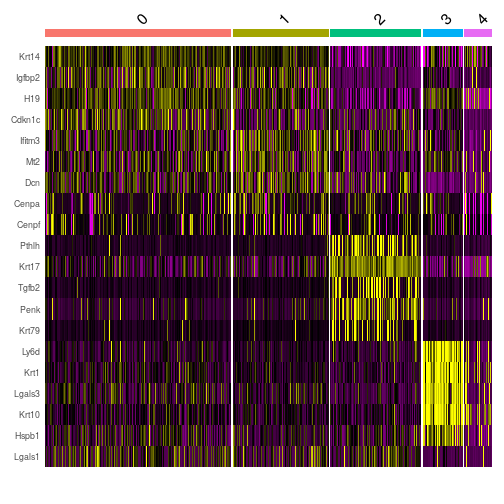 0 1 2 3 4
Krt14
Igfbp2
H19
Cdkn1c
Ifitm3
Mt2
Dcn
Cenpa
Cenpf
Pthlh
Krt17
Tgfb2
Penk
Krt79
Ly6d
Krt1
Lgals3
Krt10
Hspb1
Lgals1